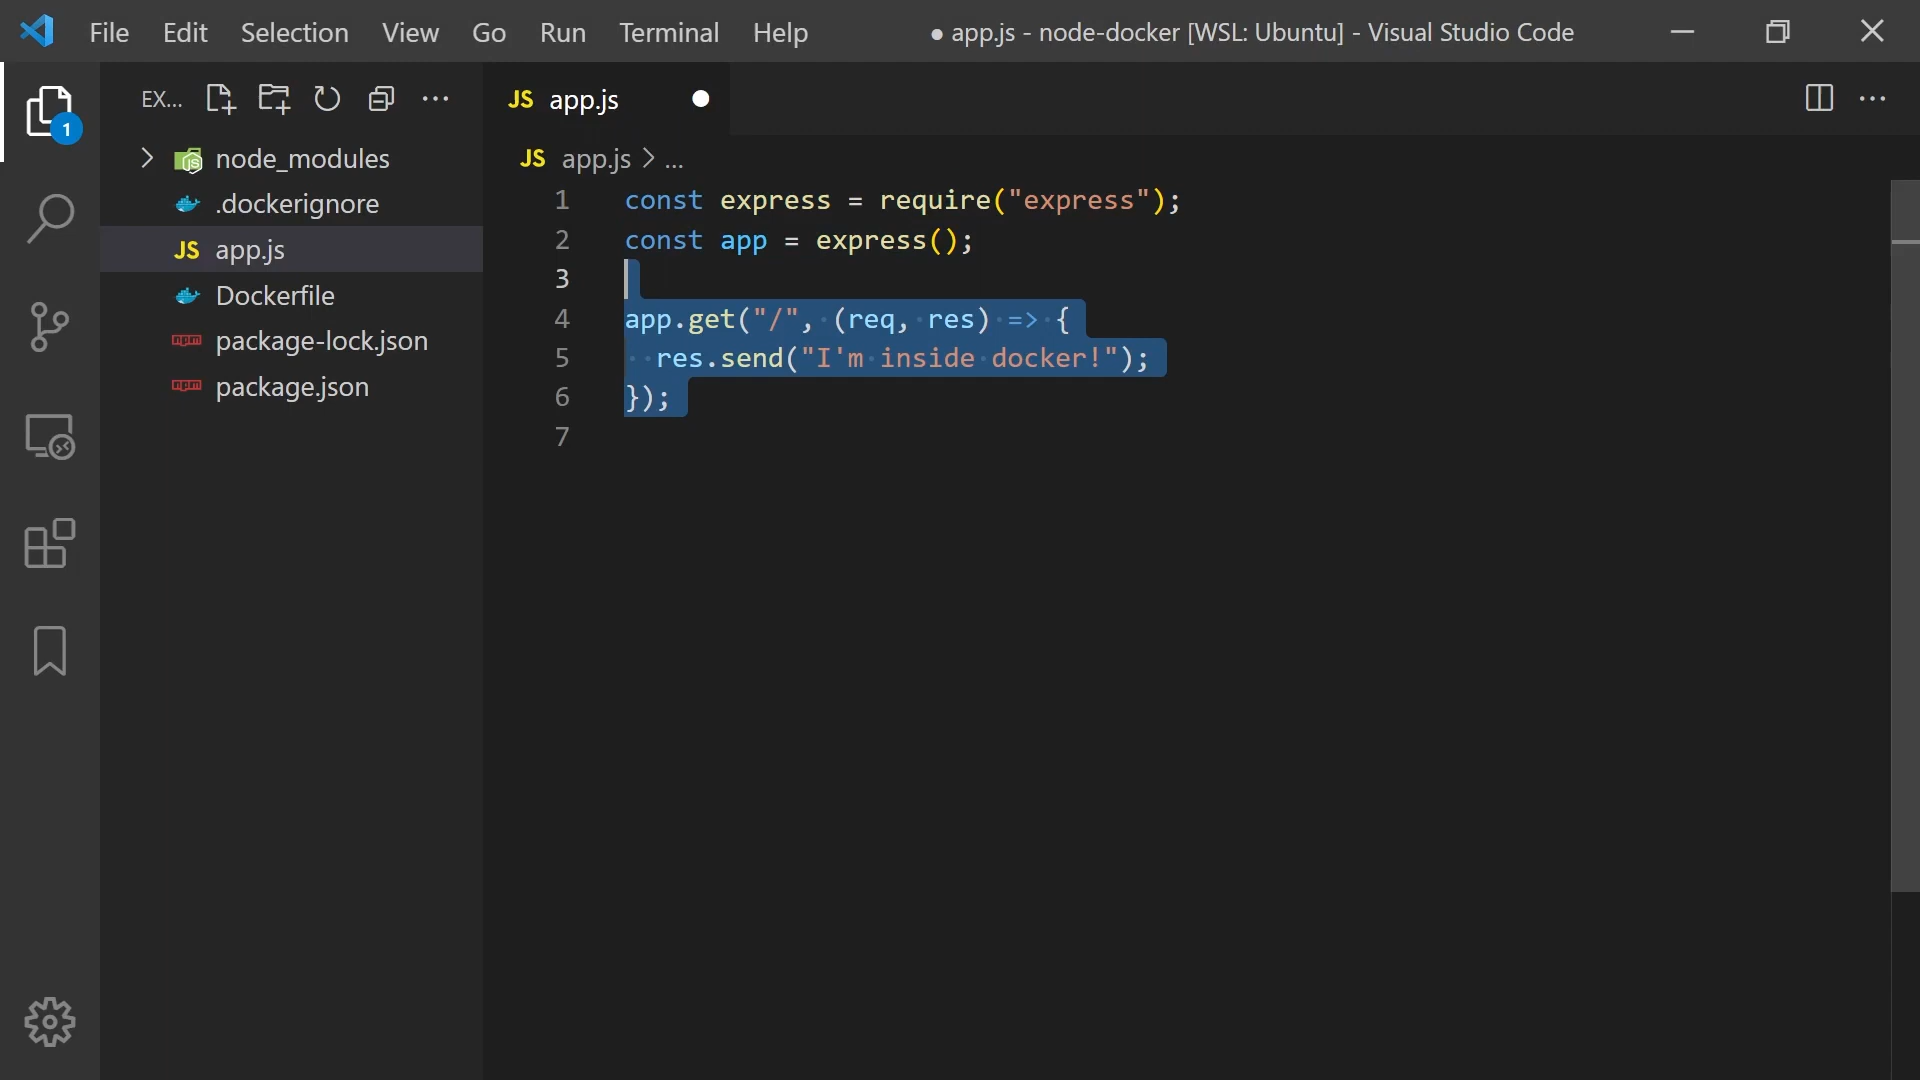 File Edit Selection View Go Run Terminal Help ● app.js - node-docker [WSL: Ubuntu] - Visual Studio Code
EX...
JS app.js
1
node_modules
.dockerignore
JS app.js
Dockerfile
package-lock.json
package.json
JS app.js > ...
1 const express = require("express");
2 const app = express();
3
4 app.get("/", (req, res) => {
5   res.send("I'm inside docker!");
6 });
7